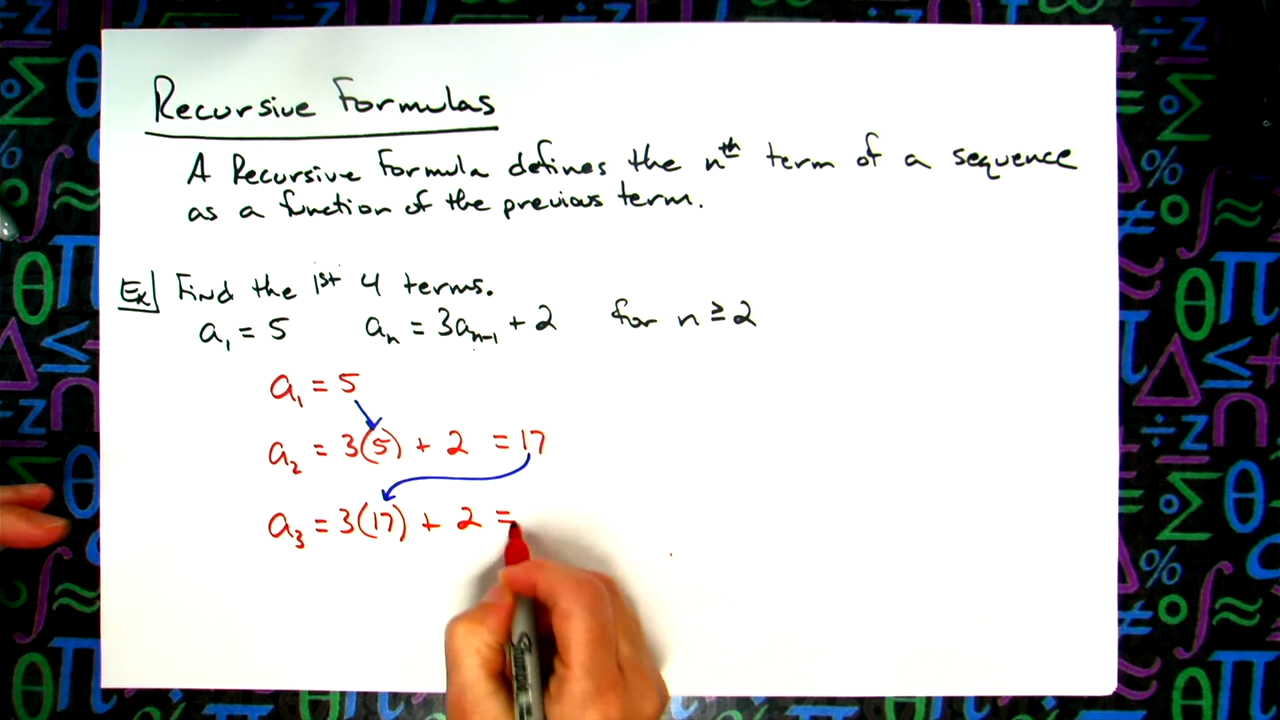 Recursive Formulas
A Recursive Formula defines the nth term of a sequence
as a function of the previous term.
Ex Find the 1st 4 terms.
a₁ = 5 aₙ = 3aₙ₋₁ + 2 for n ≥ 2
a₁ = 5
a₂ = 3(5) + 2 = 17
a₃ = 3(17) + 2 =